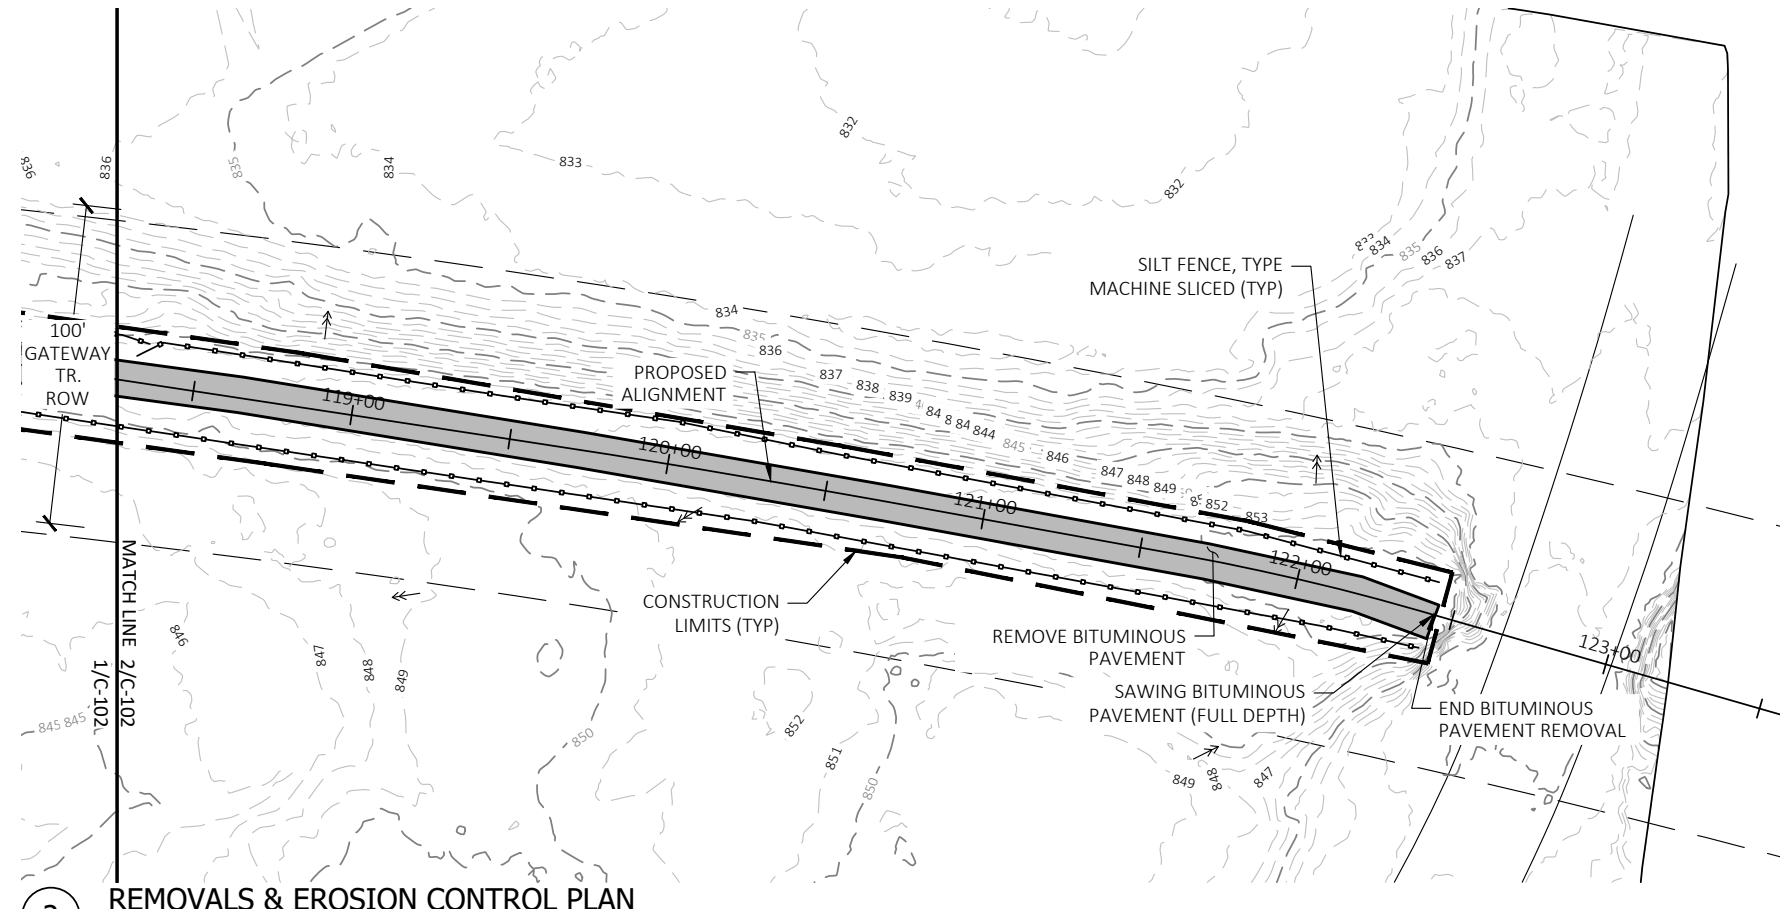 832
833
832
836
836
835
834
833
834
835
836
837
SILT FENCE, TYPE
MACHINE SLICED (TYP)
834
835
836
837
838
839
84
84
844
845
846
847
848
849
852
853
100'
GATEWAY
TR.
ROW
PROPOSED
ALIGNMENT
119+00
120+00
121+00
122+00
123+00
CONSTRUCTION
LIMITS (TYP)
REMOVE BITUMINOUS
PAVEMENT
SAWING BITUMINOUS
PAVEMENT (FULL DEPTH)
END BITUMINOUS
PAVEMENT REMOVAL
MATCH LINE 2/C-102
1/C-102
846
847
848
849
845 845
850
852
851
850
849
848
847
REMOVALS & EROSION CONTROL PLAN